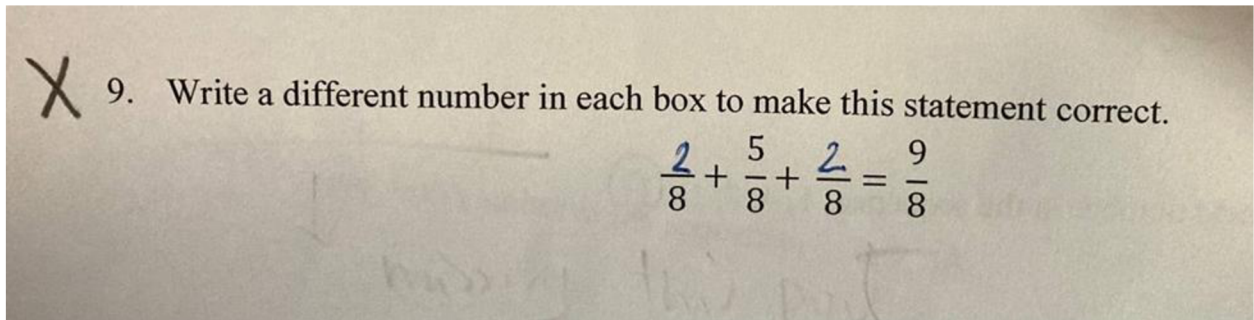 X 9. Write a different number in each box to make this statement correct.
2/8 + 5/8 + 2/8 = 9/8